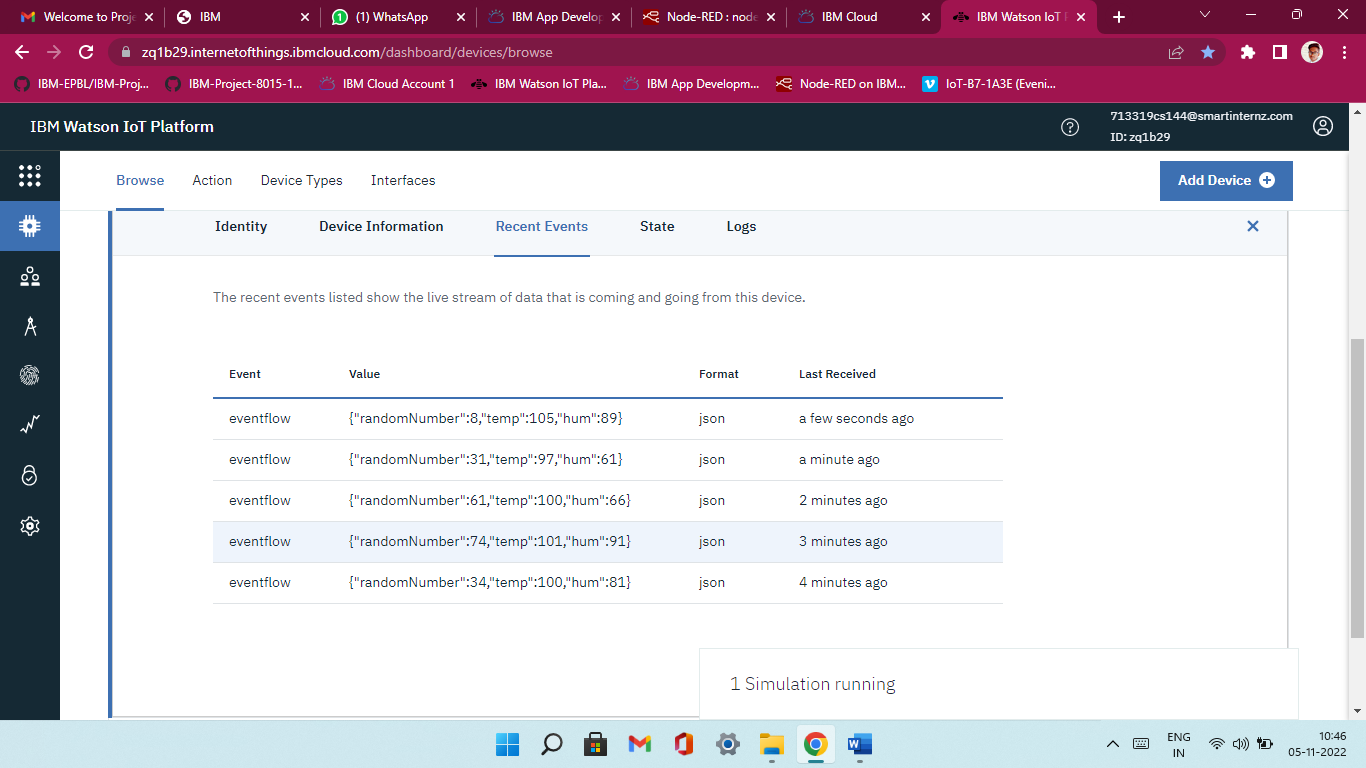 Welcome to Proje
IBM
(1) WhatsApp
IBM App Develop
Node-RED : node
IBM Cloud
IBM Watson IoT P
zq1b29.internetofthings.ibmcloud.com/dashboard/devices/browse
IBM-EPBL/IBM-Proj...
IBM-Project-8015-1...
IBM Cloud Account 1
IBM Watson IoT Pla...
IBM App Developm...
Node-RED on IBM...
IoT-B7-1A3E (Eveni...
IBM Watson IoT Platform
713319cs144@smartinternz.com
ID: zq1b29
Browse Action Device Types Interfaces
Add Device
Identity Device Information Recent Events State Logs
The recent events listed show the live stream of data that is coming and going from this device.
Event Value Format Last Received
eventflow {"randomNumber":8,"temp":105,"hum":89} json a few seconds ago
eventflow {"randomNumber":31,"temp":97,"hum":61} json a minute ago
eventflow {"randomNumber":61,"temp":100,"hum":66} json 2 minutes ago
eventflow {"randomNumber":74,"temp":101,"hum":91} json 3 minutes ago
eventflow {"randomNumber":34,"temp":100,"hum":81} json 4 minutes ago
1 Simulation running
ENG
IN
10:46
05-11-2022